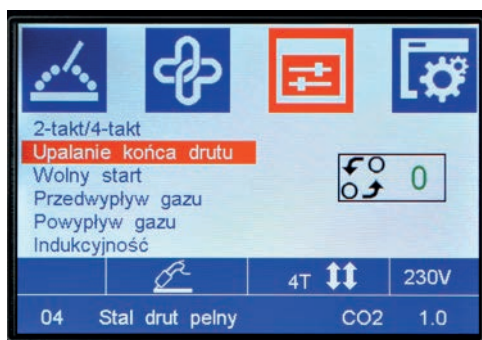 2-takt/4-takt
Upalanie końca drutu
Wolny start
Przedwypływ gazu
Powypływ gazu
Indukcyjność
0
4T 230V
04 Stal drut pelny CO2 1.0